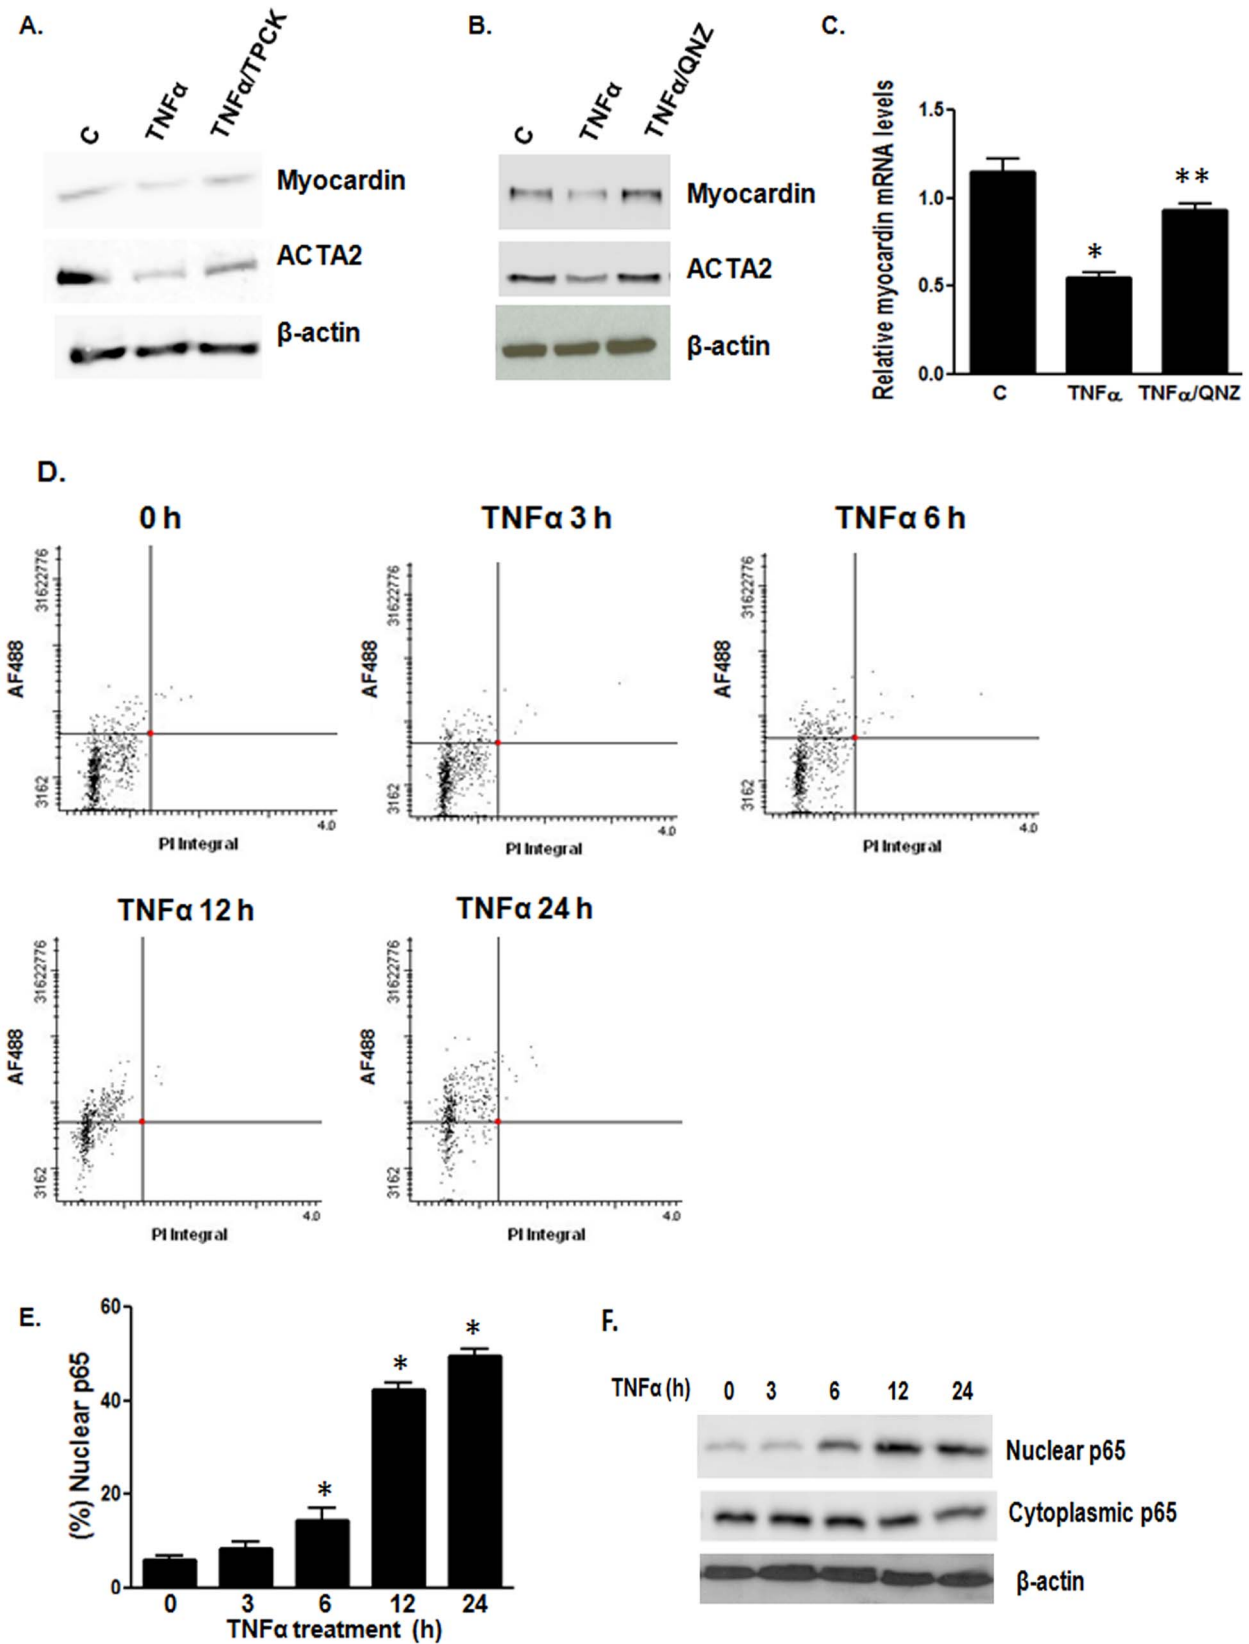 A.
C
TNFα
TNFα/TPCK
Myocardin
ACTA2
β-actin
B.
C
TNFα
TNFα/QNZ
Myocardin
ACTA2
β-actin
C.
Relative myocardin mRNA levels
1.5
1.0
0.5
0.0
*
**
C
TNFα
TNFα/QNZ
D.
0 h
AF488
31622776
3162
4.0
PI Integral
TNFα 3 h
AF488
31622776
3162
4.0
PI Integral
TNFα 6 h
AF488
31622776
3162
4.0
PI Integral
TNFα 12 h
AF488
31622776
3162
4.0
PI Integral
TNFα 24 h
AF488
31622776
3162
4.0
PI Integral
E.
(%) Nuclear p65
60
40
20
0
*
*
*
0 3 6 12 24
TNFα treatment (h)
F.
TNFα (h) 0 3 6 12 24
Nuclear p65
Cytoplasmic p65
β-actin